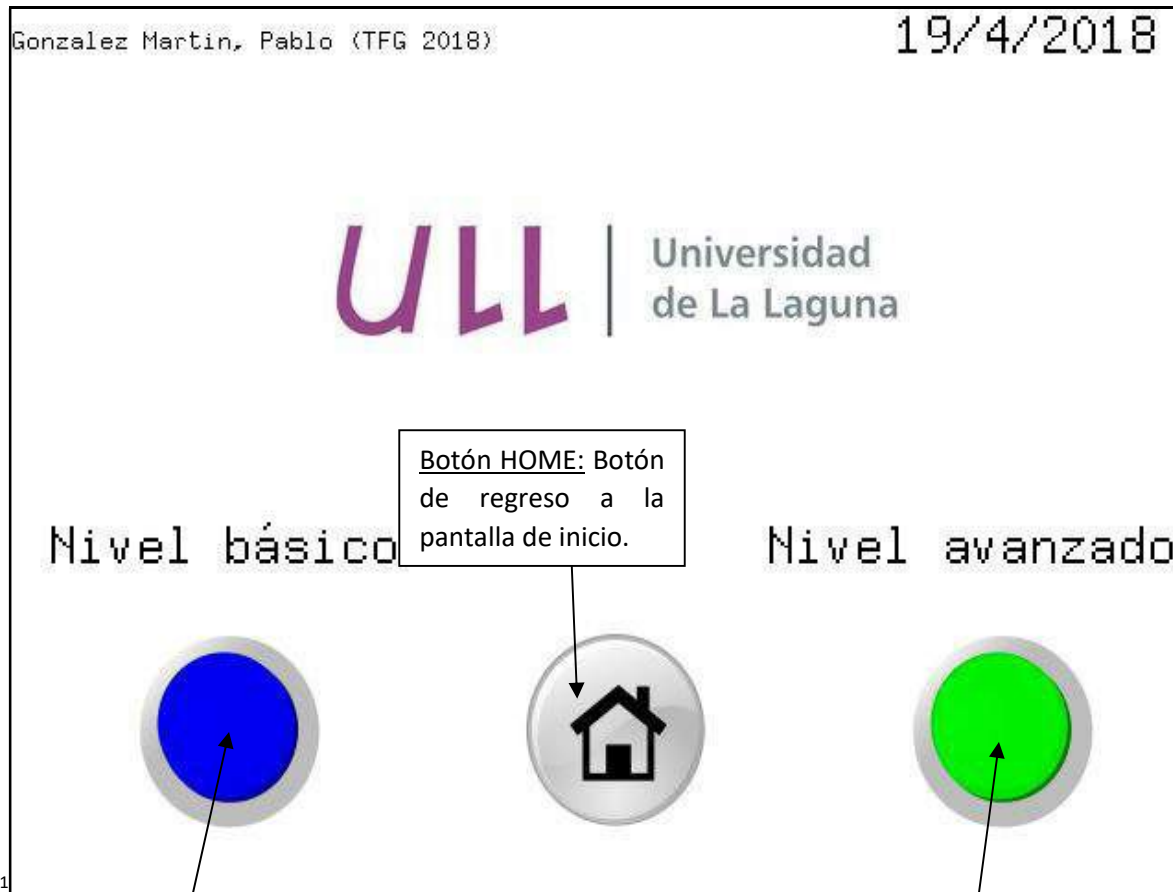 Gonzalez Martin, Pablo (TFG 2018)
19/4/2018
ULL
Universidad
de La Laguna
Botón HOME: Botón
de regreso a la
pantalla de inicio.
Nivel básico
Nivel avanzado
1